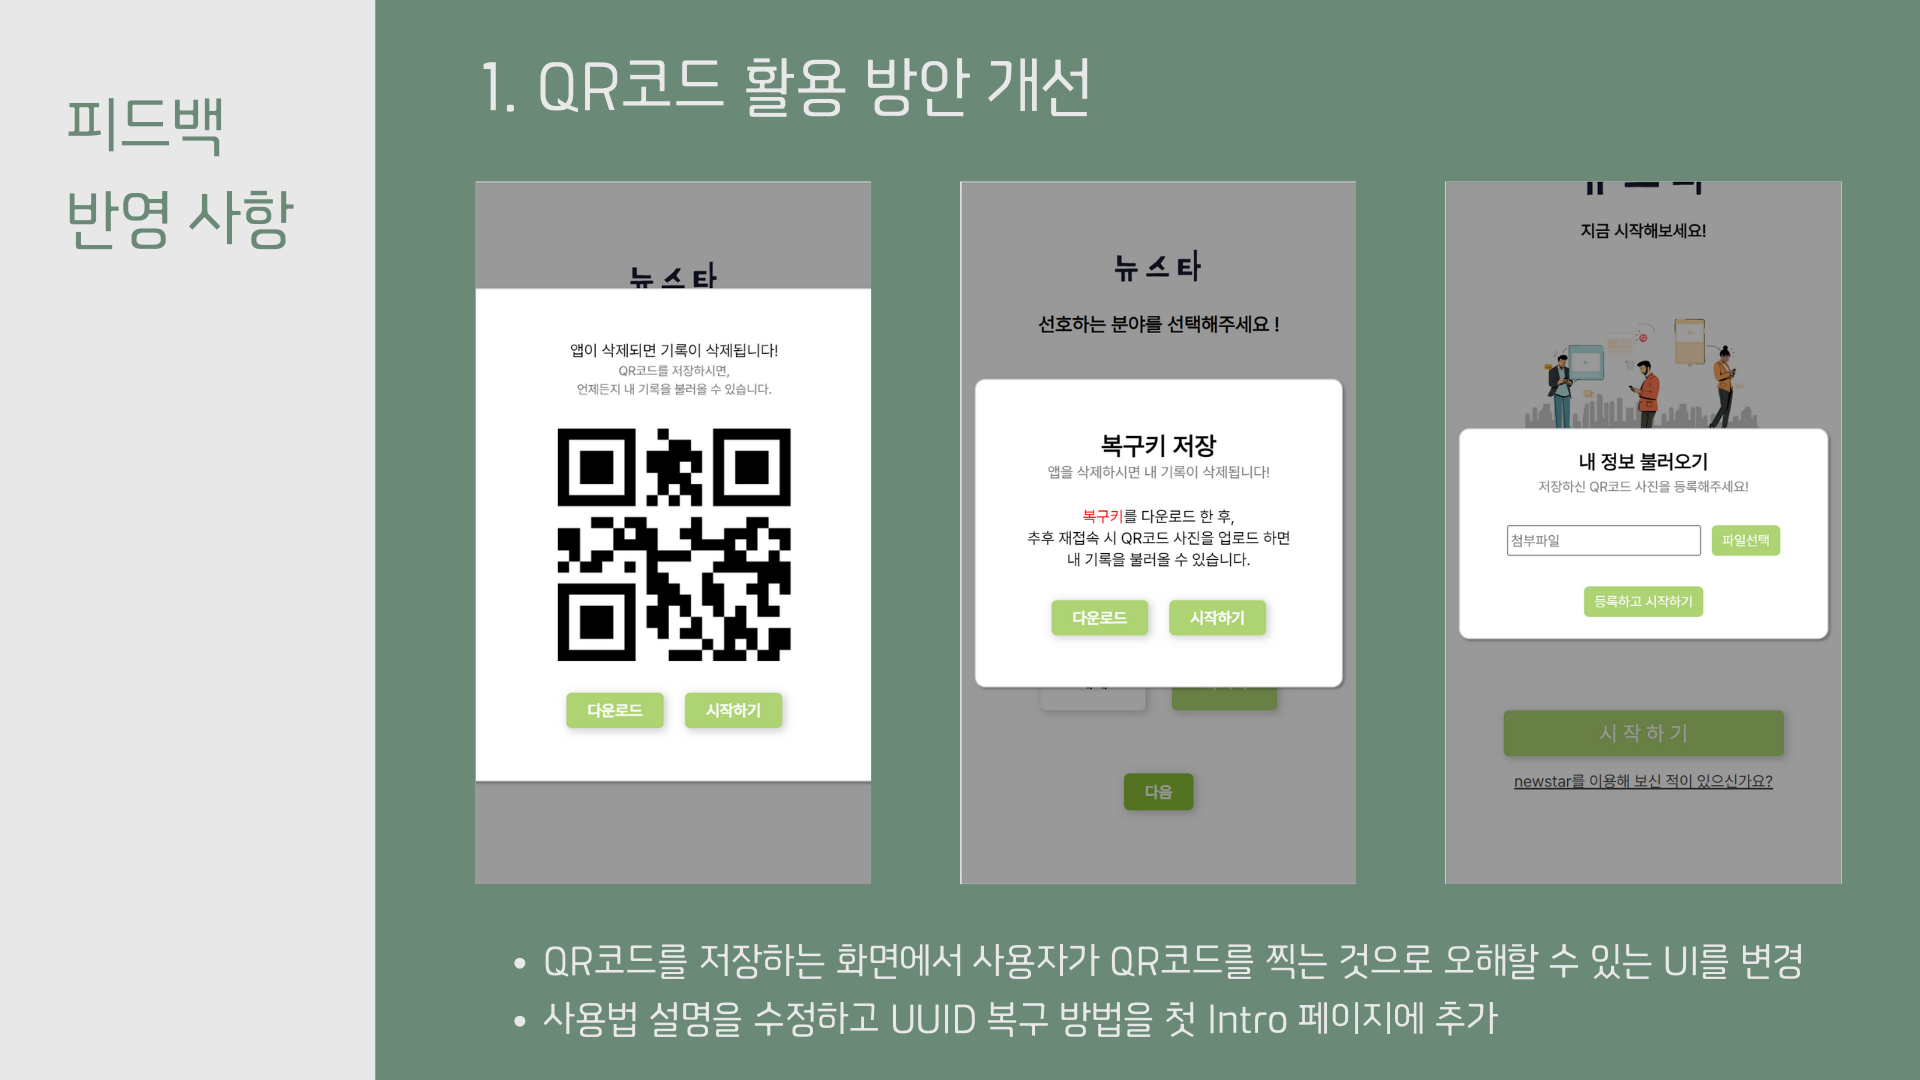 피드백
반영 사항
1. QR코드 활용 방안 개선
뉴스타
앱이 삭제되면 기록이 삭제됩니다!
QR코드를 저장하시면,
언제든지 내 기록을 불러올 수 있습니다.
다운로드 시작하기
뉴스타
선호하는 분야를 선택해주세요 !
복구키 저장
앱을 삭제하시면 내 기록이 삭제됩니다!
복구키를 다운로드 한 후,
추후 재접속 시 QR코드 사진을 업로드 하면
내 기록을 불러올 수 있습니다.
다운로드 시작하기
다음
지금 시작해보세요!
내 정보 불러오기
저장하신 QR코드 사진을 등록해주세요!
첨부파일 파일선택
등록하고 시작하기
시작하기
newstar를 이용해 보신 적이 있으신가요?
• QR코드를 저장하는 화면에서 사용자가 QR코드를 찍는 것으로 오해할 수 있는 UI를 변경
• 사용법 설명을 수정하고 UUID 복구 방법을 첫 Intro 페이지에 추가